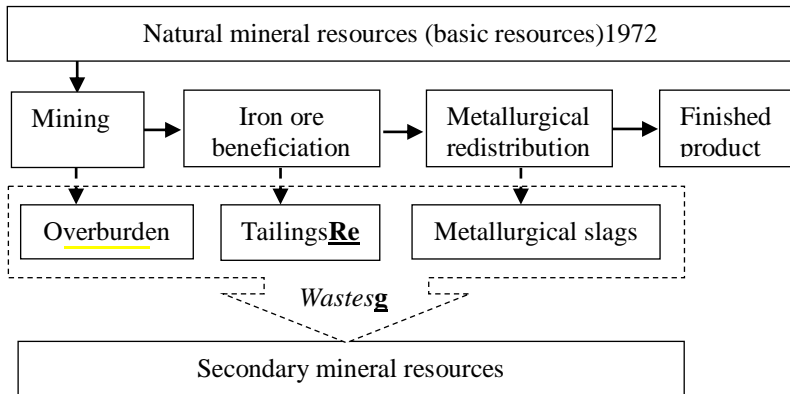 Natural mineral resources (basic resources)1972
Mining
Iron ore
beneficiation
Metallurgical
redistribution
Finished
product
Overburden
TailingsRe
Metallurgical slags
Wastesg
Secondary mineral resources